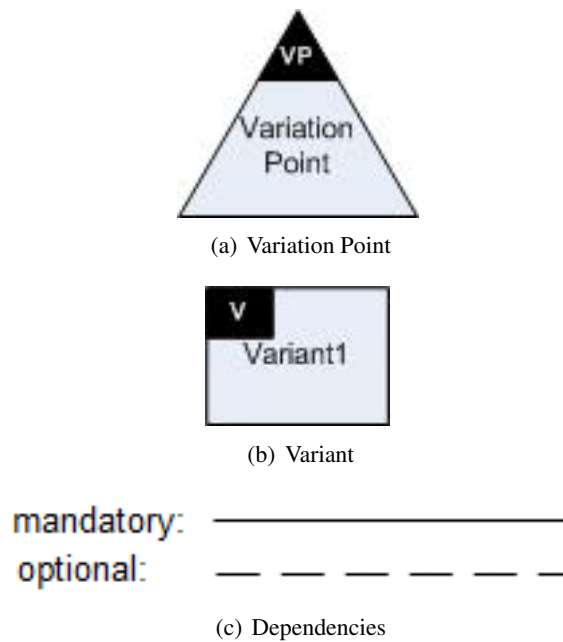 VP
Variation
Point
(a) Variation Point
V
Variant1
(b) Variant
mandatory:
optional:
(c) Dependencies